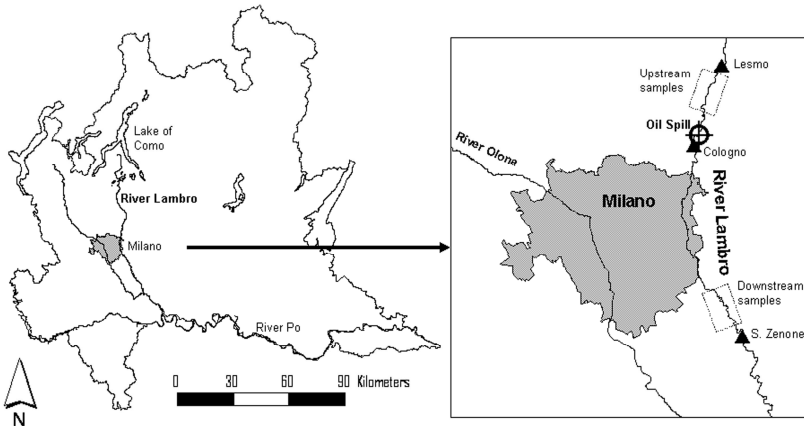 Lake of
Como
River Lambro
Milano
River Po
0 30 60 90 Kilometers
N
Lesmo
Upstream
samples
Oil Spill
Cologno
River Olona
Milano
River Lambro
Downstream
samples
S. Zenone